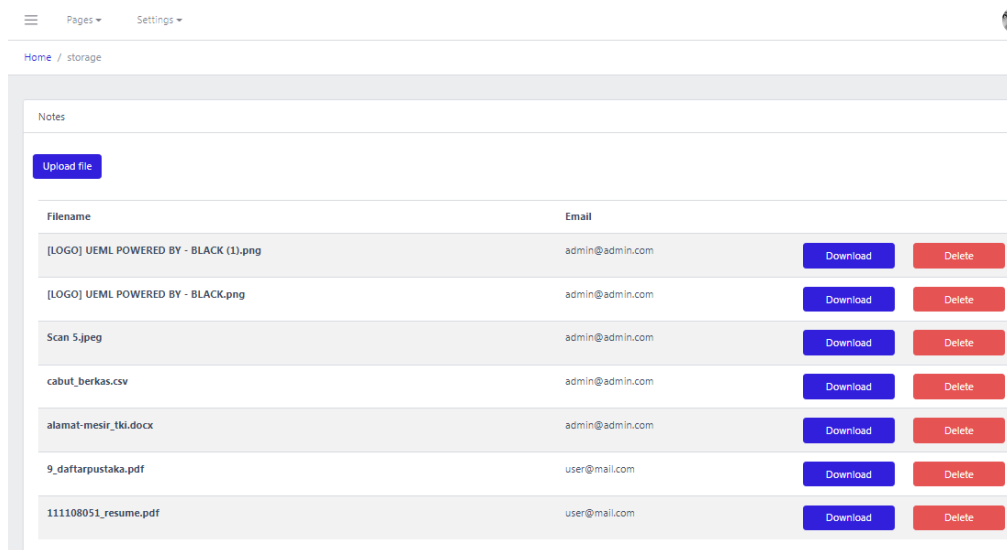 Pages Settings
Home / storage
Notes
Upload file
Filename Email
[LOGO] UEML POWERED BY - BLACK (1).png admin@admin.com Download Delete
[LOGO] UEML POWERED BY - BLACK.png admin@admin.com Download Delete
Scan 5.jpeg admin@admin.com Download Delete
cabut_berkas.csv admin@admin.com Download Delete
alamat-mesir_tki.docx admin@admin.com Download Delete
9_daftarpustaka.pdf user@mail.com Download Delete
111108051_resume.pdf user@mail.com Download Delete